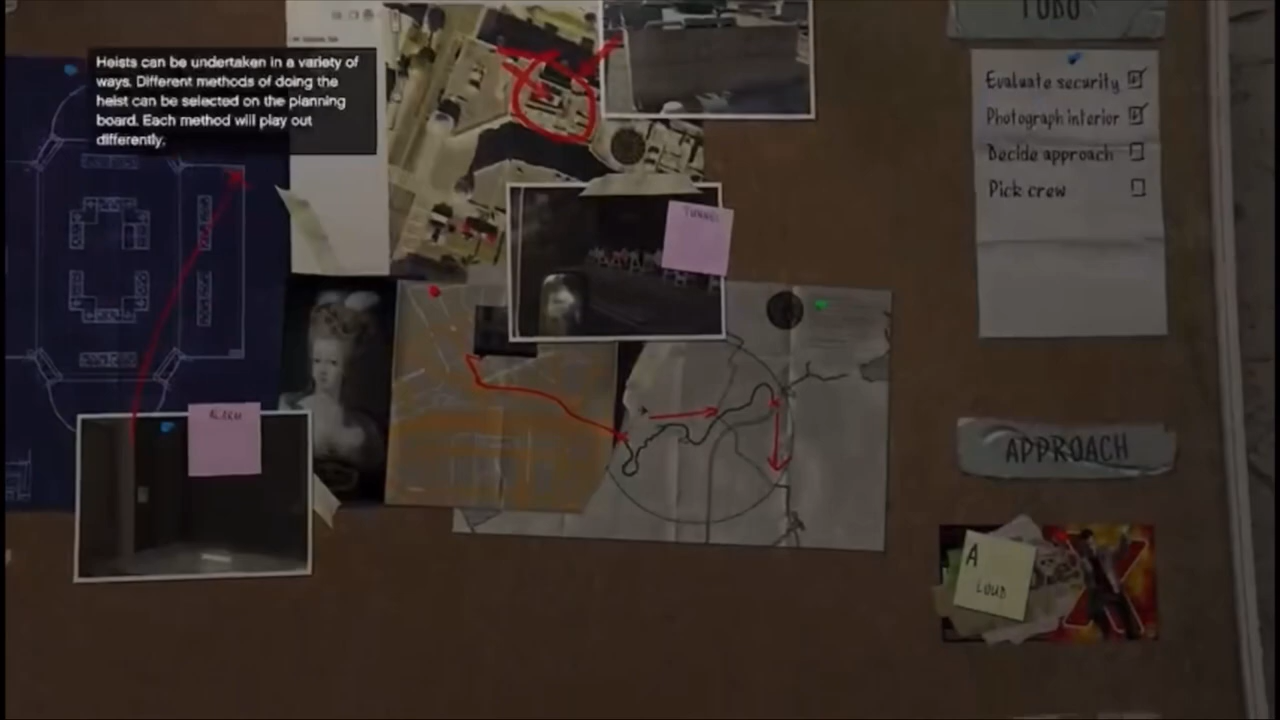 TODO
Heists can be undertaken in a variety of
ways. Different methods of doing the
heist can be selected on the planning
board. Each method will play out
differently.
Evaluate security
Photograph interior
Decide approach
Pick crew
TUNNEL
ALARM
APPROACH
A
LOUD
X